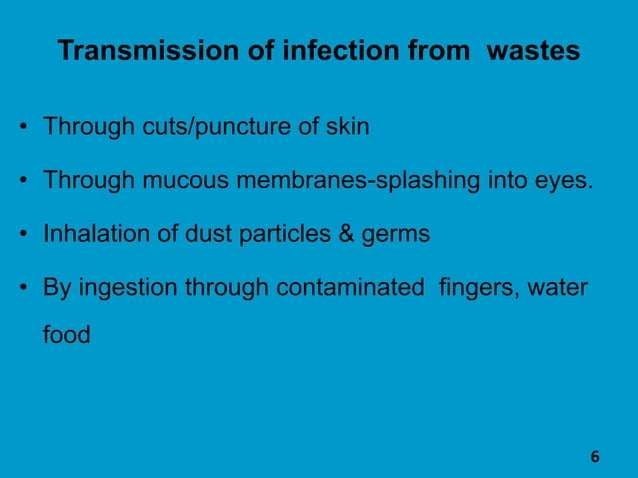 Transmission of infection from  wastes
• Through cuts/puncture of skin
• Through mucous membranes-splashing into eyes.
• Inhalation of dust particles & germs
• By ingestion through contaminated  fingers, water
food
6